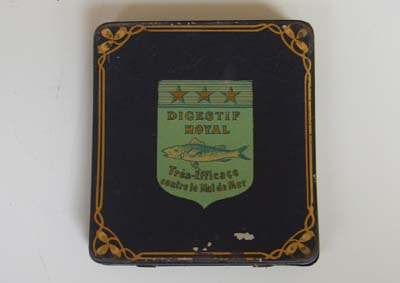 DIGESTIF
ROYAL
Très-Efficace
contre le Mal de Mer